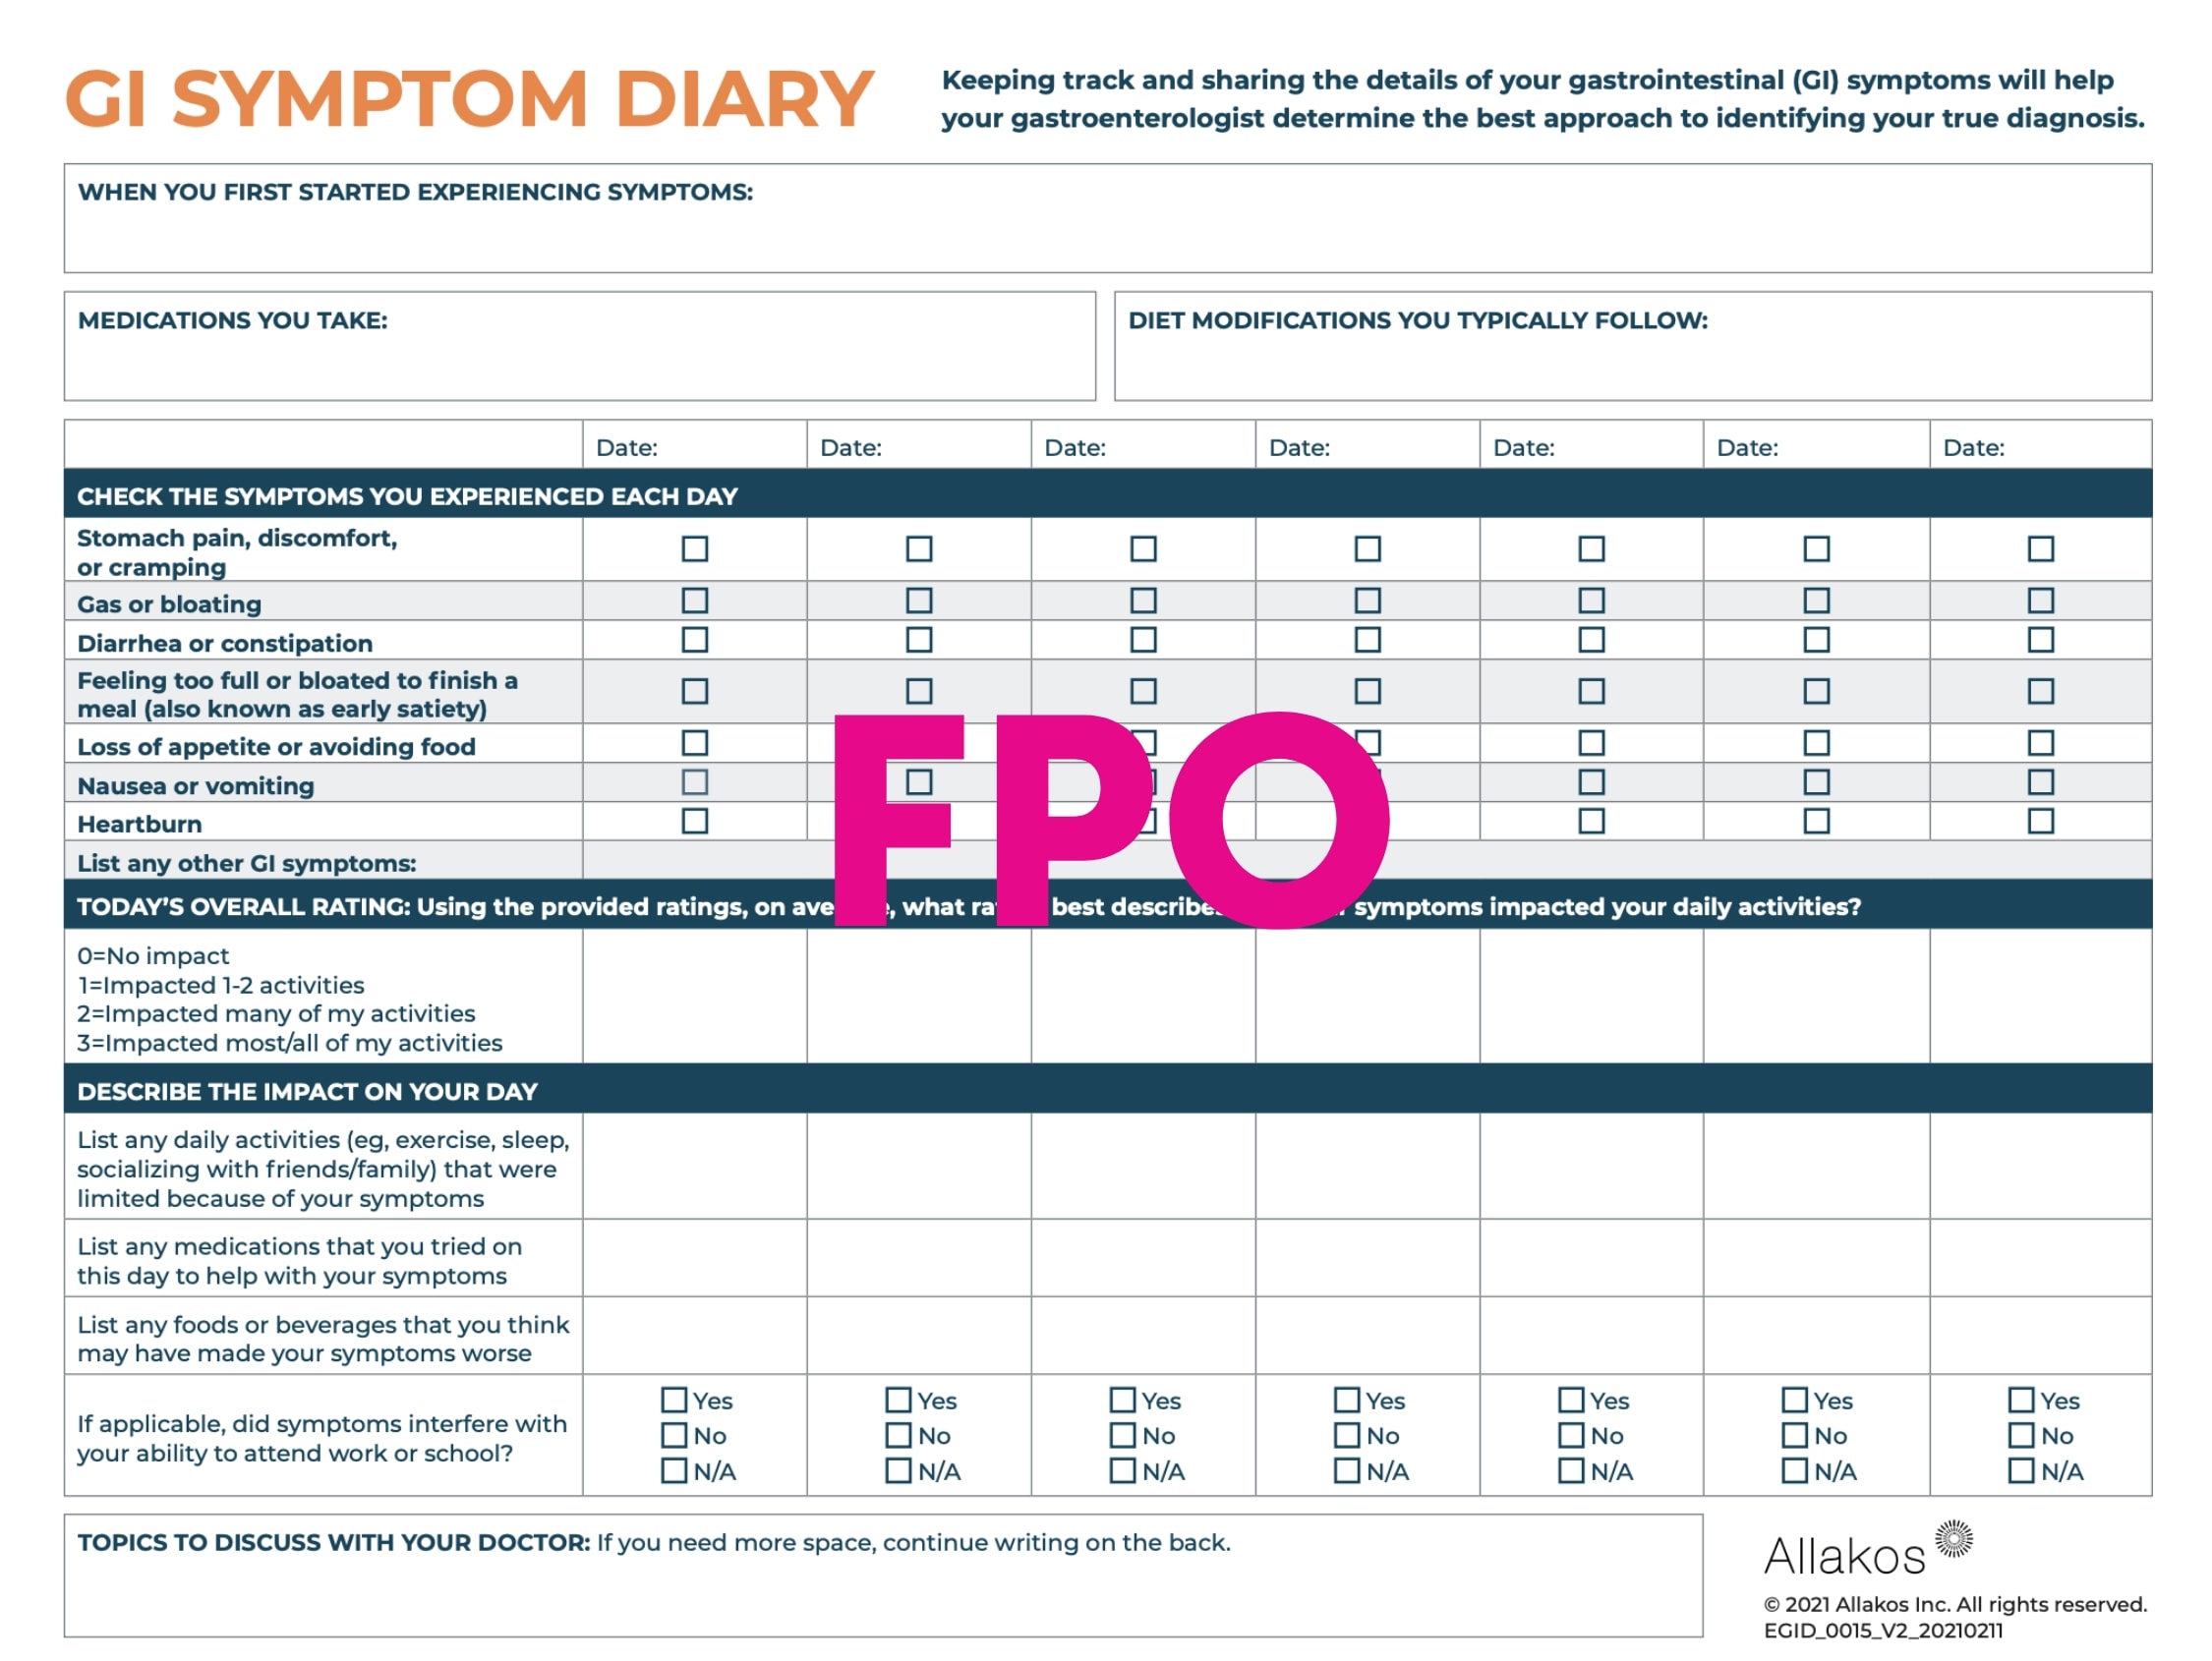 GI SYMPTOM DIARY
Keeping track and sharing the details of your gastrointestinal (GI) symptoms will help
your gastroenterologist determine the best approach to identifying your true diagnosis.
WHEN YOU FIRST STARTED EXPERIENCING SYMPTOMS:
MEDICATIONS YOU TAKE:
DIET MODIFICATIONS YOU TYPICALLY FOLLOW:
Date: Date: Date: Date: Date: Date: Date:
CHECK THE SYMPTOMS YOU EXPERIENCED EACH DAY
Stomach pain, discomfort,
or cramping
Gas or bloating
Diarrhea or constipation
Feeling too full or bloated to finish a
meal (also known as early satiety)
Loss of appetite or avoiding food
Nausea or vomiting
Heartburn
List any other GI symptoms:
FPO
TODAY'S OVERALL RATING: Using the provided ratings, on what best symptoms impacted your daily activities?
0=No impact
1=Impacted 1-2 activities
2=Impacted many of my activities
3=Impacted most/all of my activities
DESCRIBE THE IMPACT ON YOUR DAY
List any daily activities (eg, exercise, sleep,
socializing with friends/family) that were
limited because of your symptoms
List any medications that you tried on
this day to help with your symptoms
List any foods or beverages that you think
may have made your symptoms worse
If applicable, did symptoms interfere with
your ability to attend work or school?
Yes Yes Yes Yes Yes Yes Yes
No No No No No No No
N/A N/A N/A N/A N/A N/A N/A
TOPICS TO DISCUSS WITH YOUR DOCTOR: If you need more space, continue writing on the back.
Allakos
© 2021 Allakos Inc. All rights reserved.
EGID_0015_V2_20210211